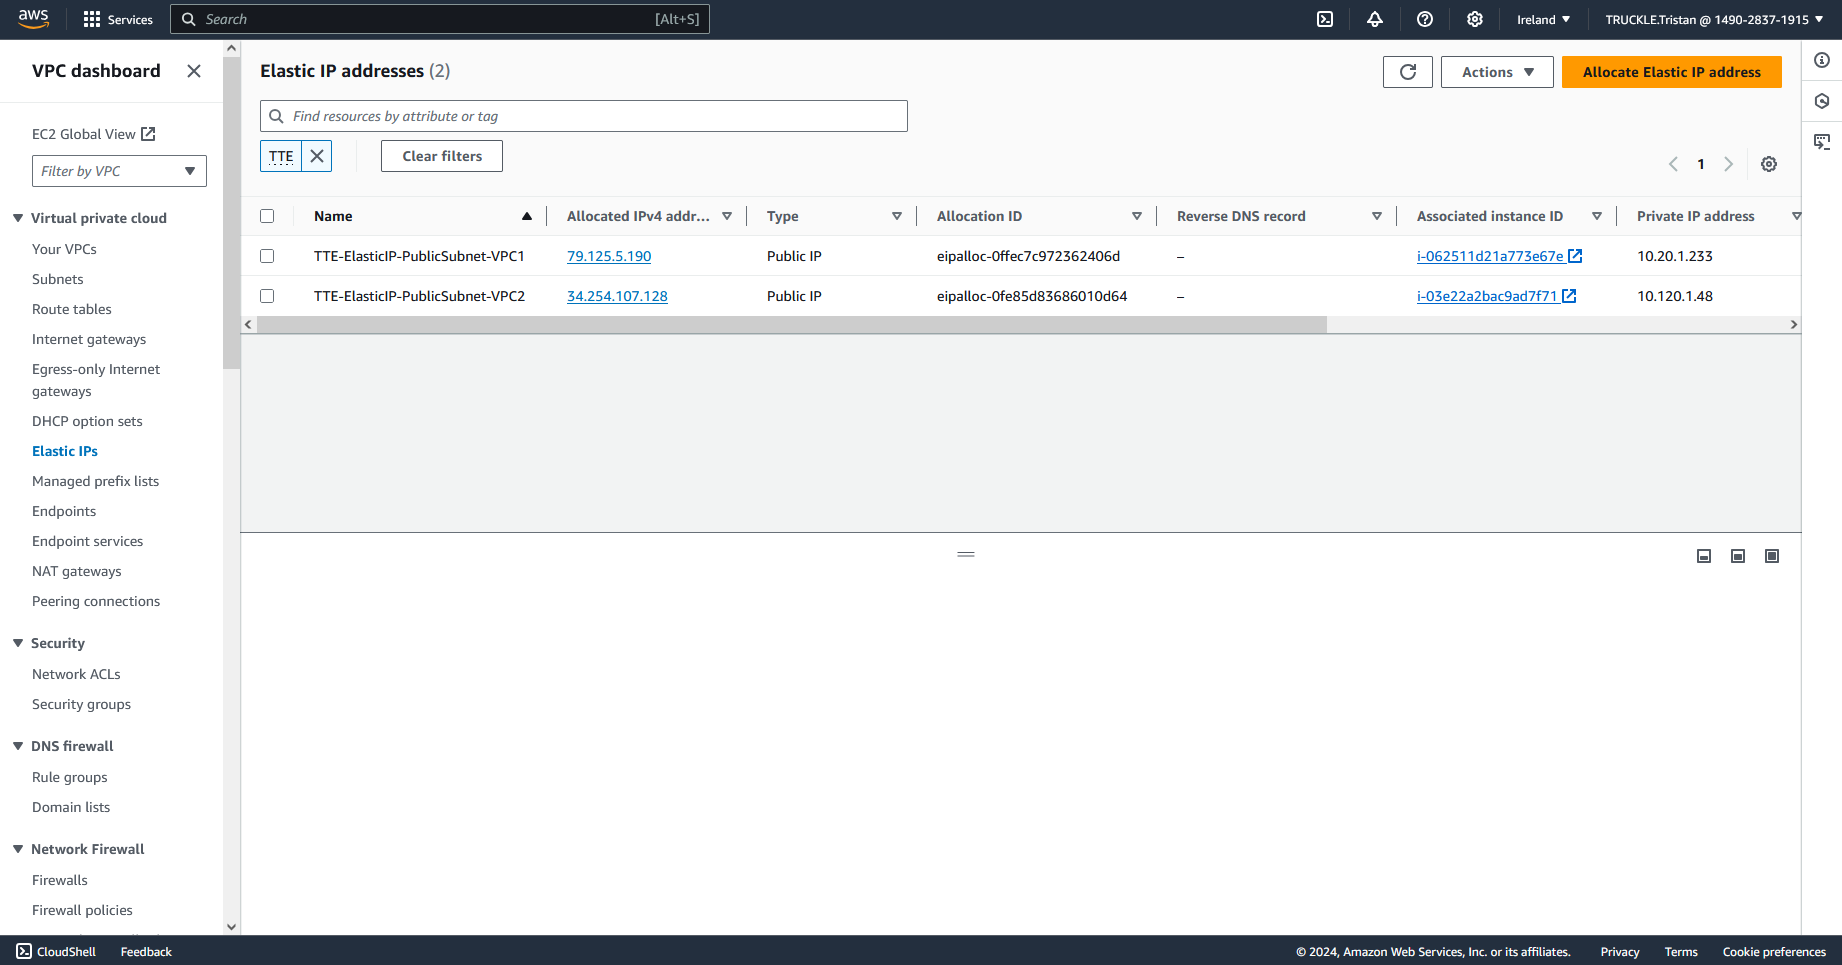 aws
Services
Search
[Alt+S]
Ireland
TRUCKLE.Tristan @ 1490-2837-1915
VPC dashboard
EC2 Global View
Filter by VPC
Virtual private cloud
Your VPCs
Subnets
Route tables
Internet gateways
Egress-only Internet
gateways
DHCP option sets
Elastic IPs
Managed prefix lists
Endpoints
Endpoint services
NAT gateways
Peering connections
Security
Network ACLs
Security groups
DNS firewall
Rule groups
Domain lists
Network Firewall
Firewalls
Firewall policies
Elastic IP addresses (2)
Actions
Allocate Elastic IP address
Find resources by attribute or tag
TTE
Clear filters
1
Name Allocated IPv4 addr... Type Allocation ID Reverse DNS record Associated instance ID Private IP address
TTE-ElasticIP-PublicSubnet-VPC1 79.125.5.190 Public IP eipalloc-0ffec7c972362406d – i-062511d21a773e67e 10.20.1.233
TTE-ElasticIP-PublicSubnet-VPC2 34.254.107.128 Public IP eipalloc-0fe85d83686010d64 – i-03e22a2bac9ad7f71 10.120.1.48
CloudShell
Feedback
© 2024, Amazon Web Services, Inc. or its affiliates.
Privacy
Terms
Cookie preferences